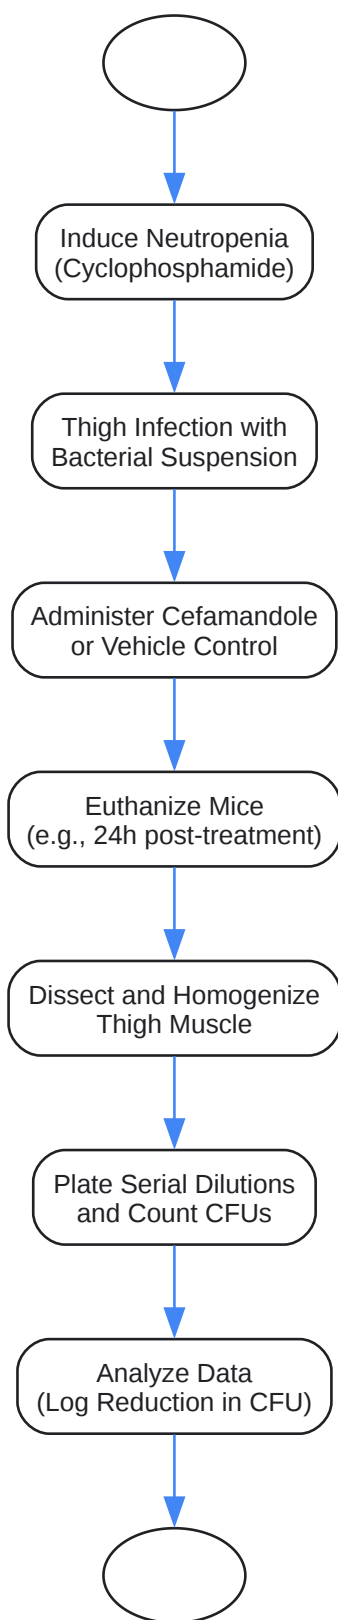 Induce Neutropenia
(Cyclophosphamide)
Thigh Infection with
Bacterial Suspension
Administer Cefamandole
or Vehicle Control
Euthanize Mice
(e.g., 24h post-treatment)
Dissect and Homogenize
Thigh Muscle
Plate Serial Dilutions
and Count CFUs
Analyze Data
(Log Reduction in CFU)